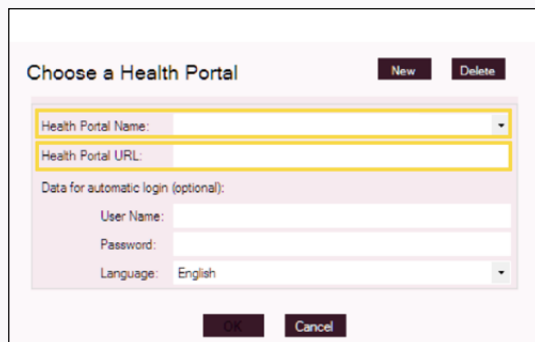 Choose a Health Portal
New
Delete
Health Portal Name:
Health Portal URL:
Data for automatic login (optional):
User Name:
Password:
Language: English
OK
Cancel